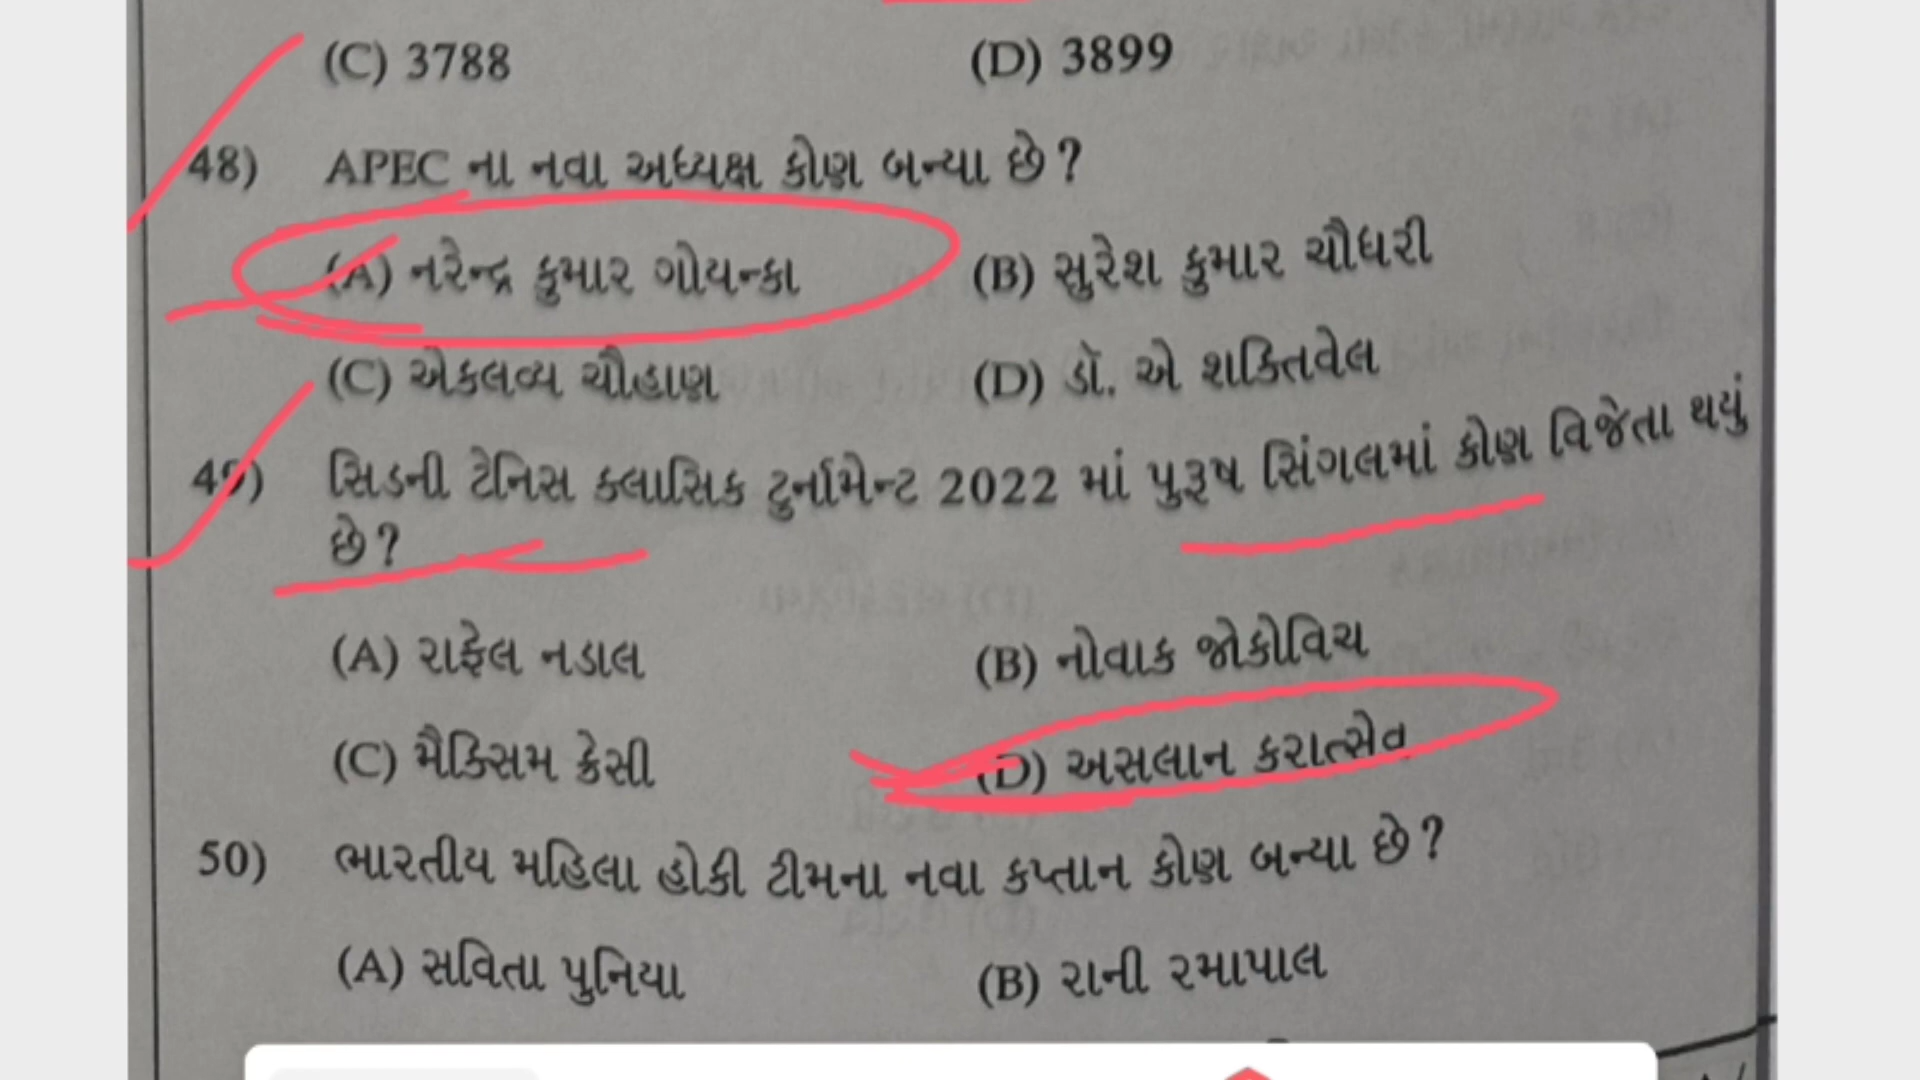 (C) 3788 (D) 3899
48) APEC ના નવા અધ્યક્ષ કોણ બન્યા છે?
(A) નરેન્દ્ર કુમાર ગોયન્કા (B) સુરેશ કુમાર ચૌધરી
(C) એકલવ્ય ચૌહાણ (D) ડૉ. એ શક્તિવેલ
49) સિડની ટેનિસ ક્લાસિક ટુર્નામેન્ટ 2022 માં પુરૂષ સિંગલમાં કોણ વિજેતા થયું
છે?
(A) રાફેલ નડાલ (B) નોવાક જોકોવિચ
(C) મૈક્સિમ ક્રેસી (D) અસલાન કરાત્સેવ
50) ભારતીય મહિલા હોકી ટીમના નવા કપ્તાન કોણ બન્યા છે?
(A) સવિતા પુનિયા (B) રાની રમાપાલ